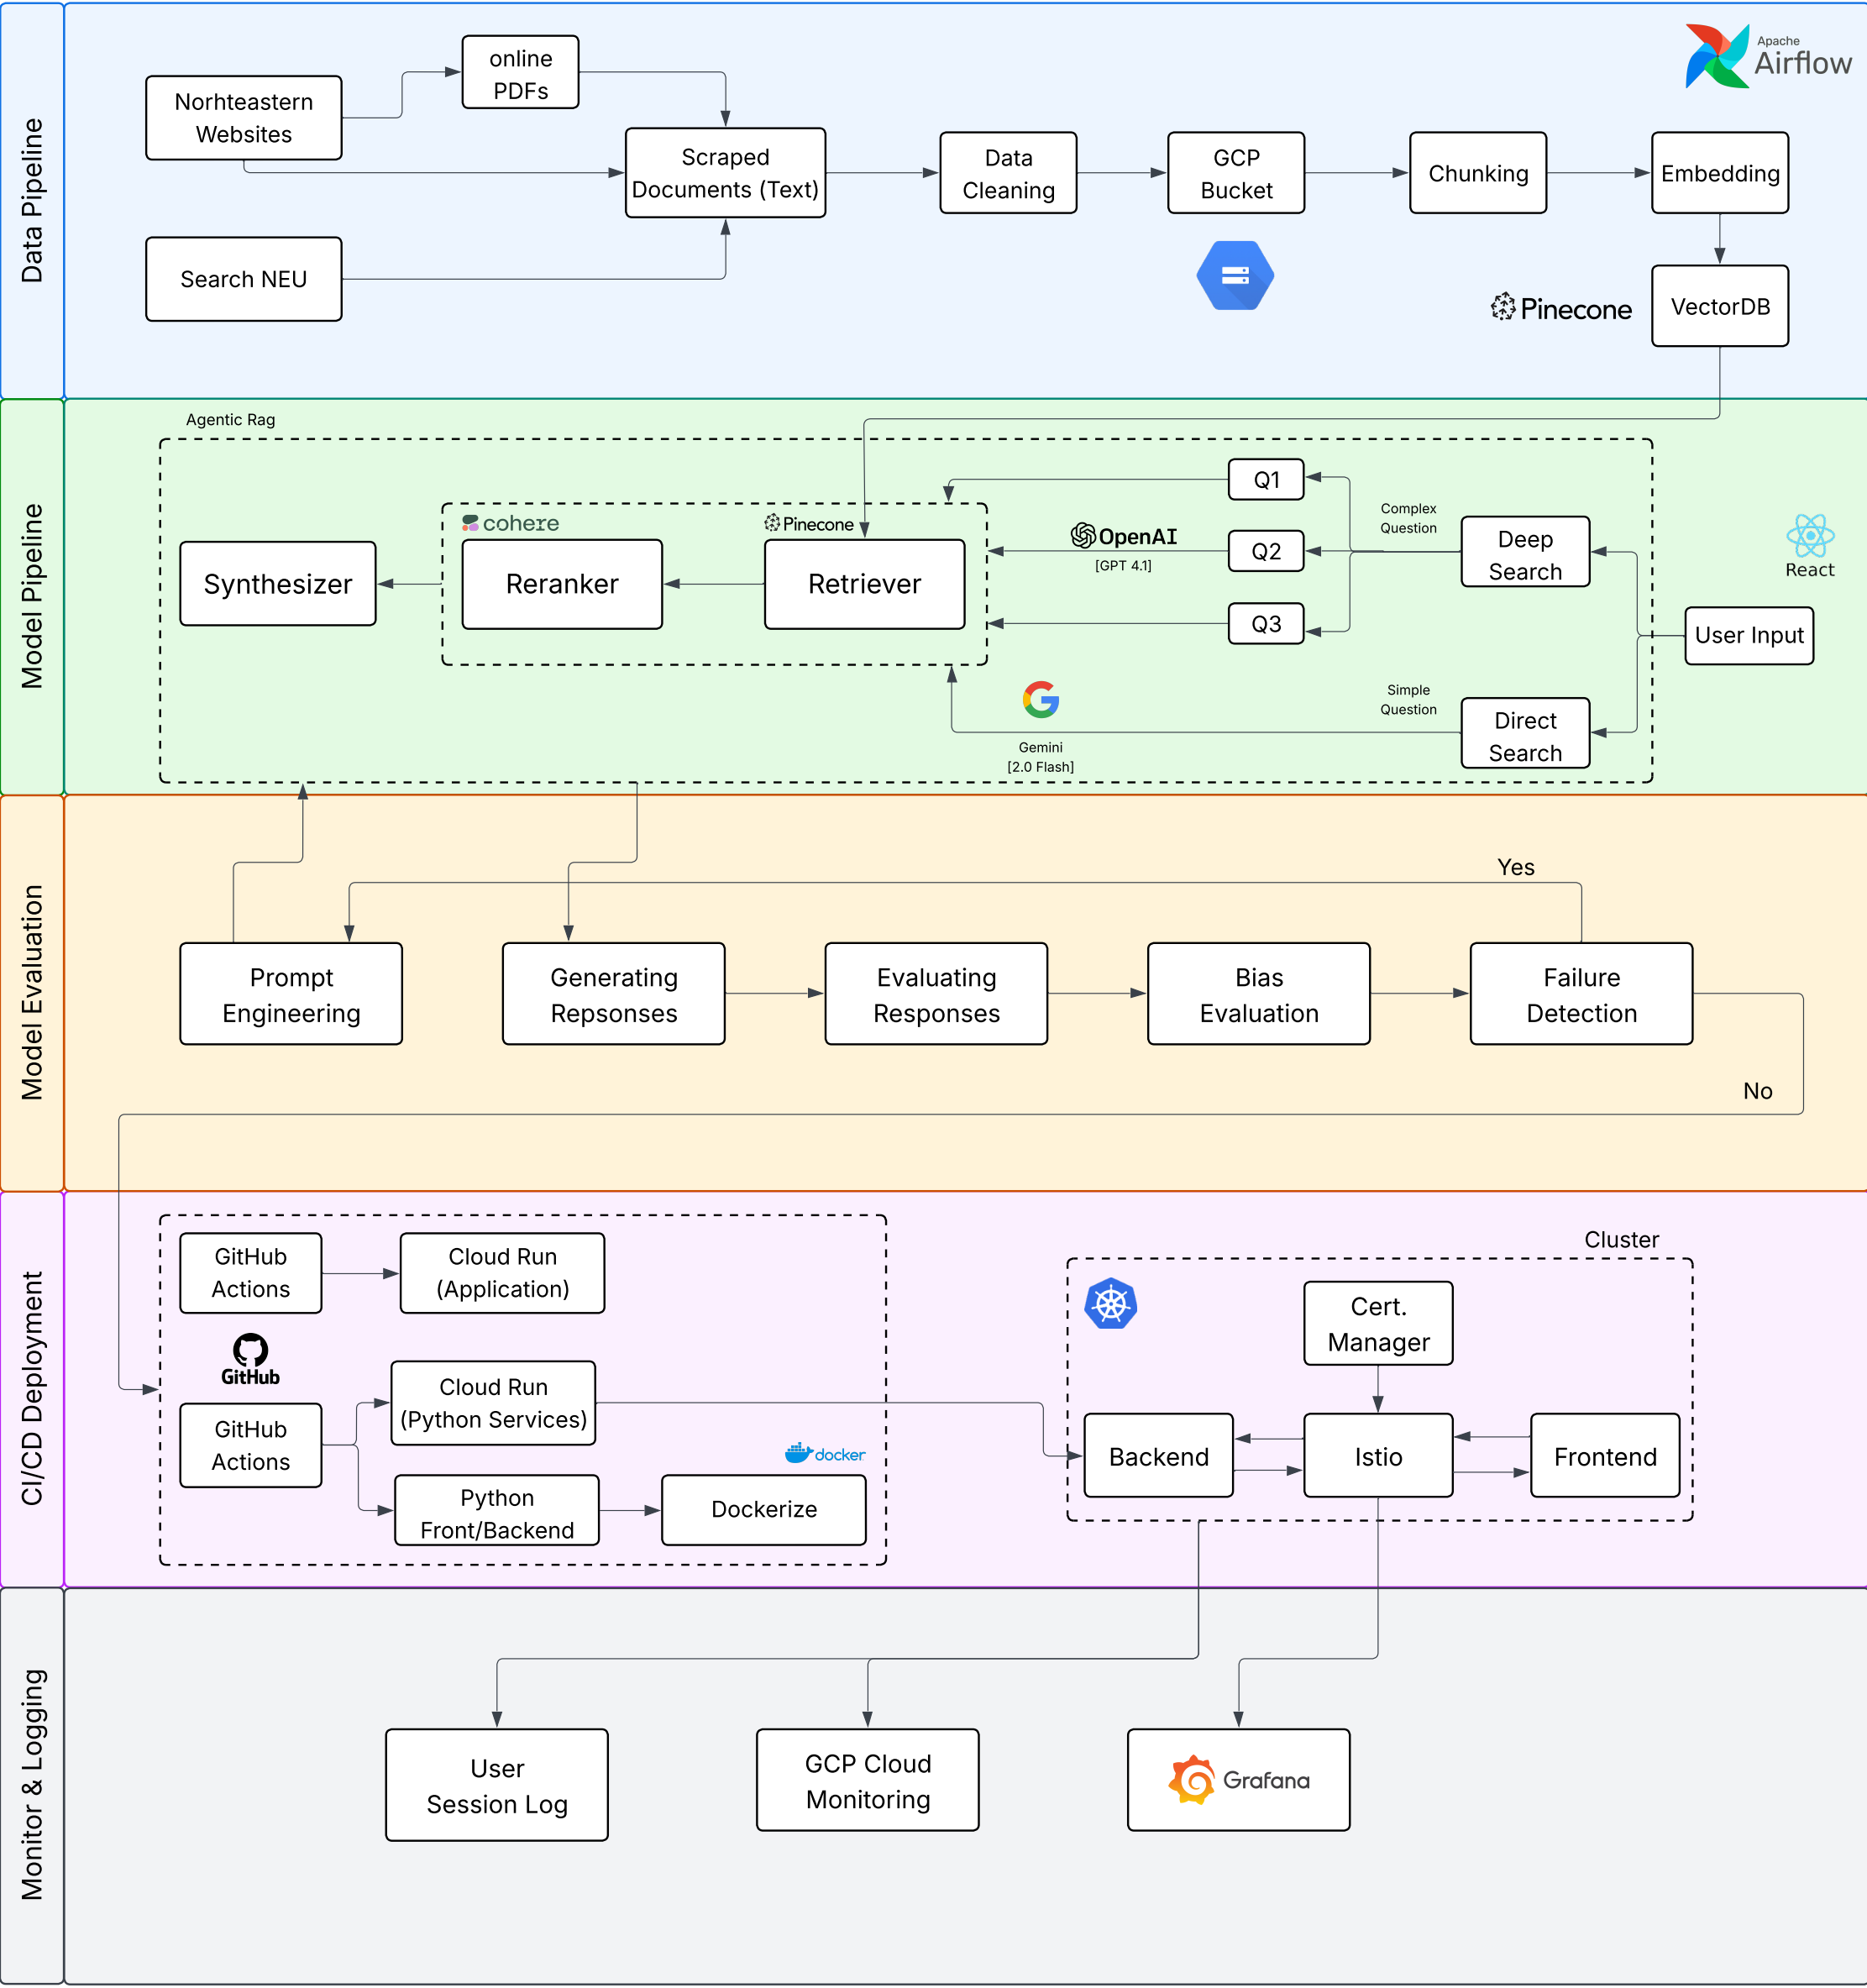 Data Pipeline
Norhteastern
Websites
online
PDFs
Search NEU
Scraped
Documents (Text)
Data
Cleaning
GCP
Bucket
Chunking
Embedding
VectorDB
Pinecone
Apache
Airflow
Model Pipeline
Agentic Rag
Synthesizer
cohere
Reranker
Pinecone
Retriever
OpenAI
[GPT 4.1]
Q1
Q2
Q3
Complex
Question
Deep
Search
React
User Input
Simple
Question
Direct
Search
Gemini
[2.0 Flash]
Model Evaluation
Yes
Prompt
Engineering
Generating
Repsonses
Evaluating
Responses
Bias
Evaluation
Failure
Detection
No
CI/CD Deployment
GitHub
Actions
Cloud Run
(Application)
GitHub
GitHub
Actions
Cloud Run
(Python Services)
docker
Python
Front/Backend
Dockerize
Cluster
Cert.
Manager
Backend
Istio
Frontend
Monitor & Logging
User
Session Log
GCP Cloud
Monitoring
Grafana